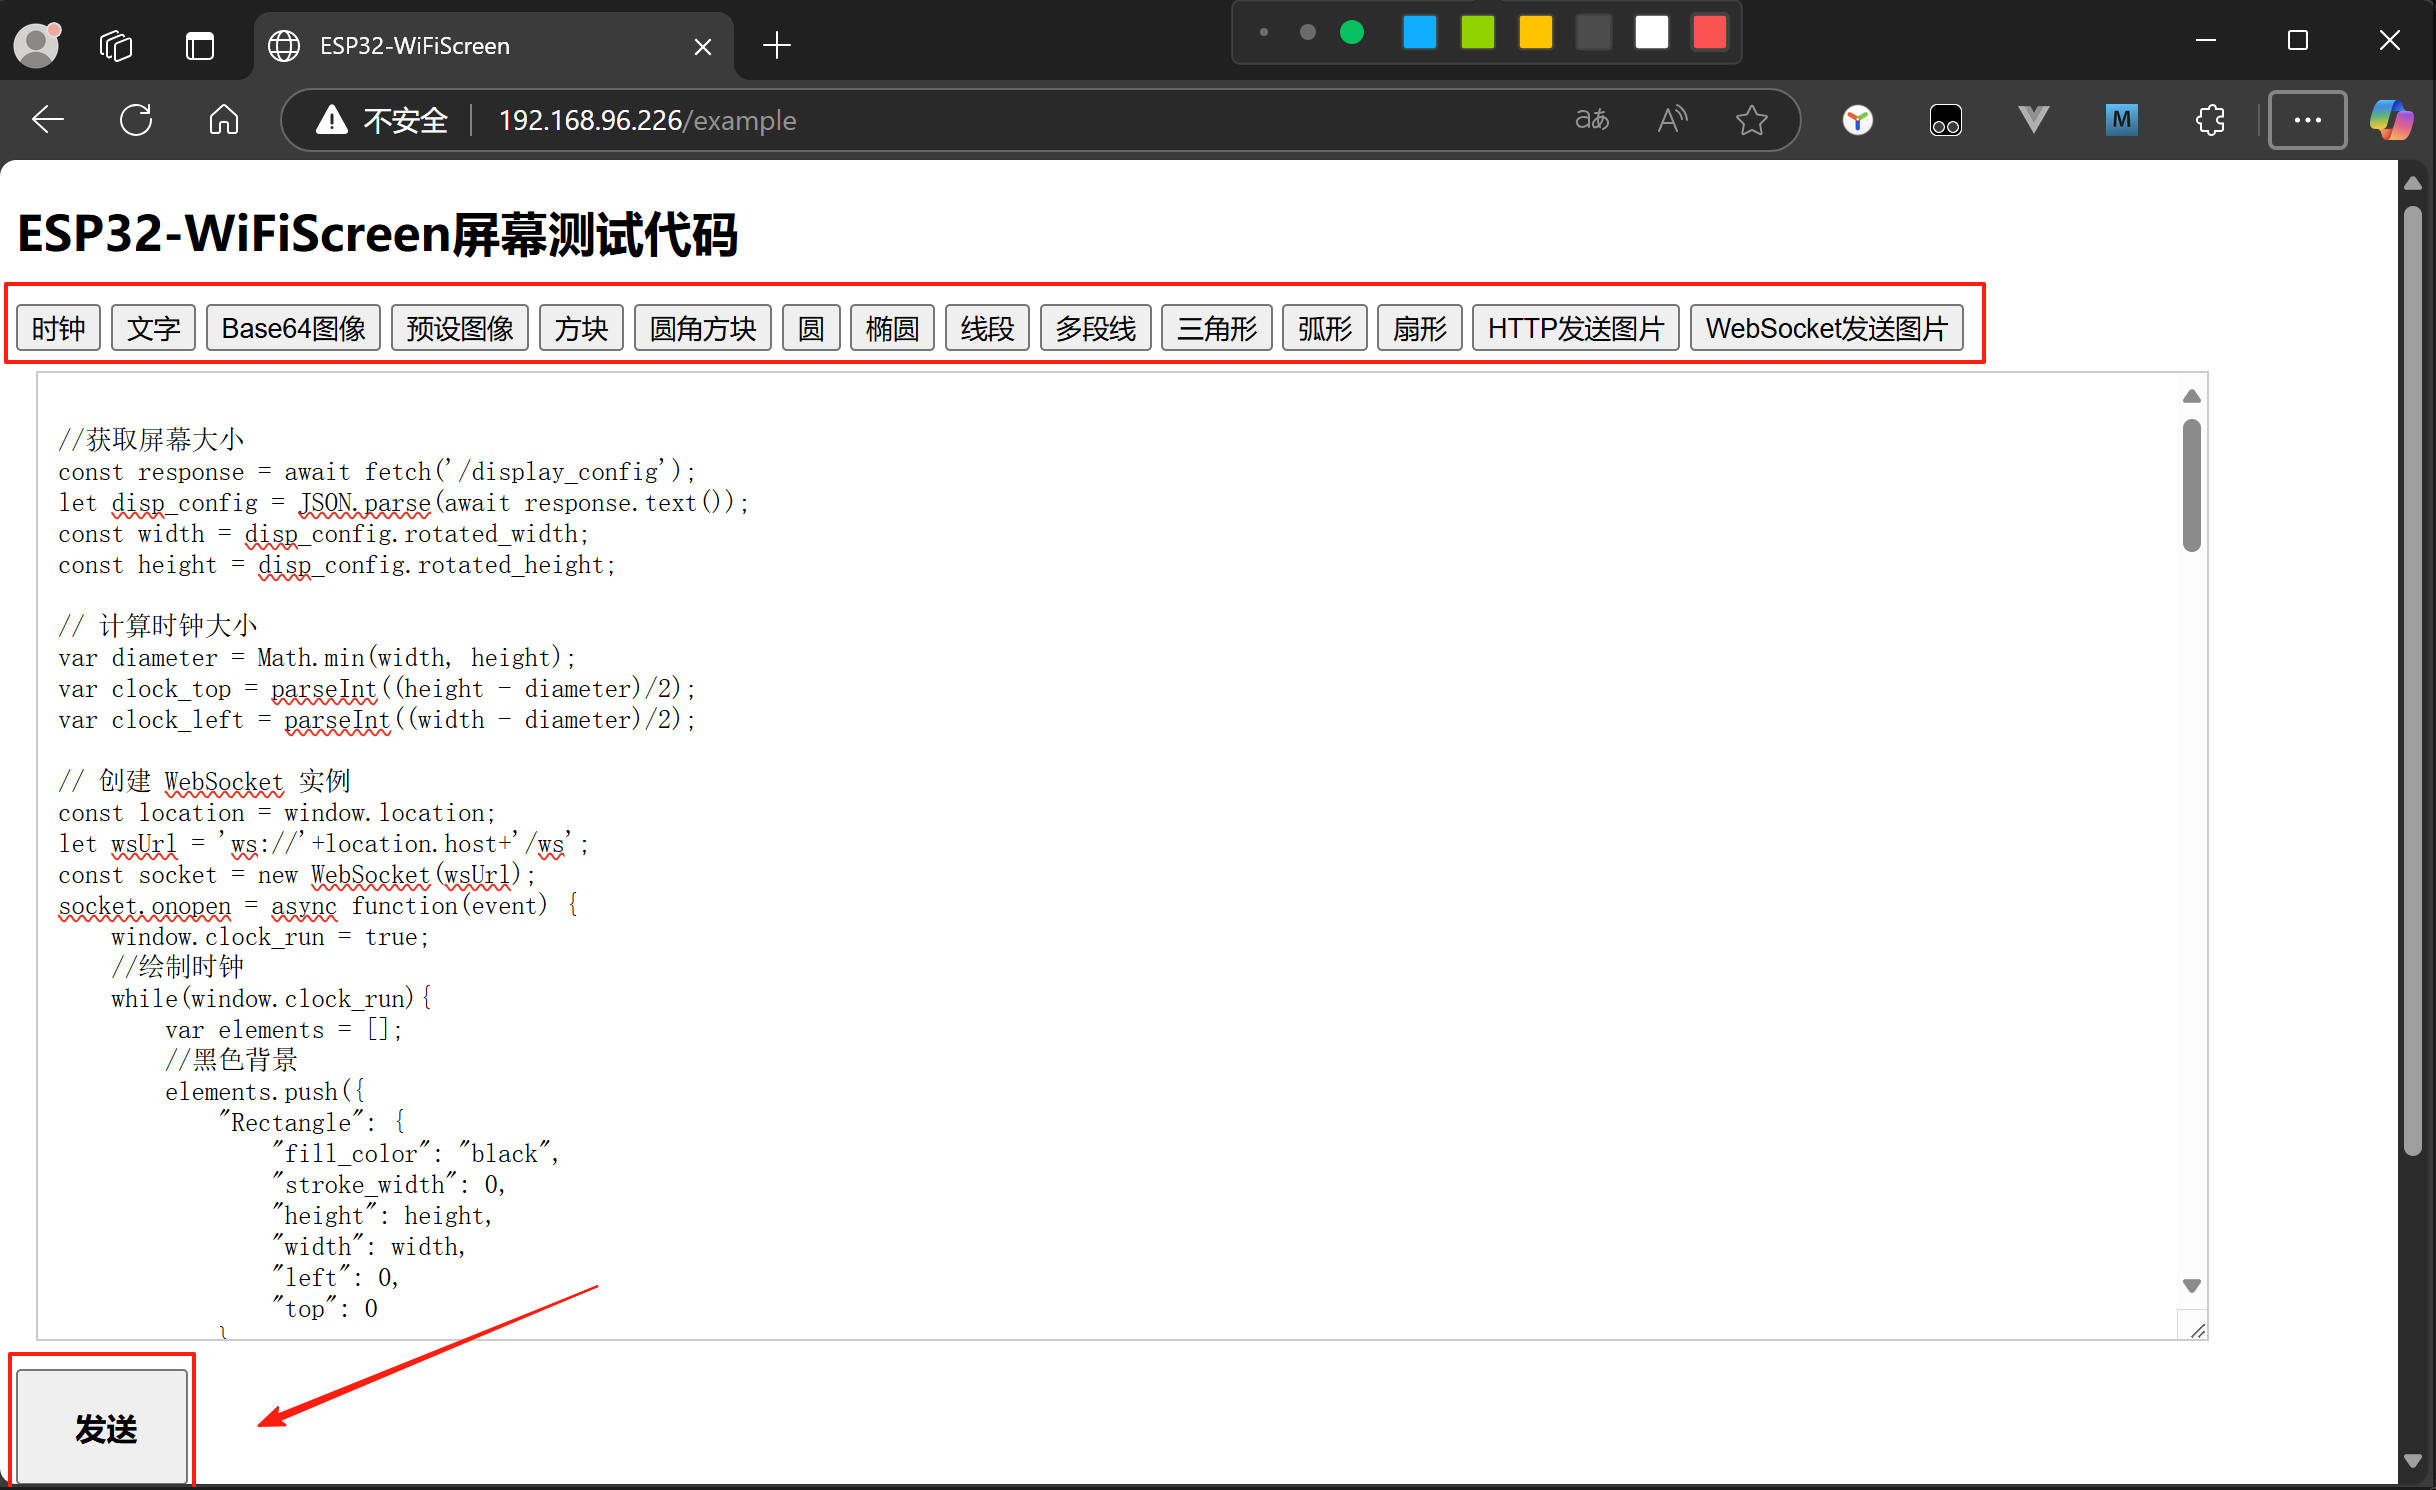 ESP32-WiFiScreen
不安全 192.168.96.226/example aあ A M
ESP32-WiFiScreen屏幕测试代码
时钟 文字 Base64图像 预设图像 方块 圆角方块 圆 椭圆 线段 多段线 三角形 弧形 扇形 HTTP发送图片 WebSocket发送图片
//获取屏幕大小
const response = await fetch('/display_config');
let disp_config = JSON.parse(await response.text());
const width = disp_config.rotated_width;
const height = disp_config.rotated_height;
// 计算时钟大小
var diameter = Math.min(width, height);
var clock_top = parseInt((height - diameter)/2);
var clock_left = parseInt((width - diameter)/2);
// 创建 WebSocket 实例
const location = window.location;
let wsUrl = 'ws://'+location.host+'/ws';
const socket = new WebSocket(wsUrl);
socket.onopen = async function(event) {
    window.clock_run = true;
    //绘制时钟
    while(window.clock_run){
        var elements = [];
        //黑色背景
        elements.push({
            "Rectangle": {
                "fill_color": "black",
                "stroke_width": 0,
                "height": height,
                "width": width,
                "left": 0,
                "top": 0
            }
发送